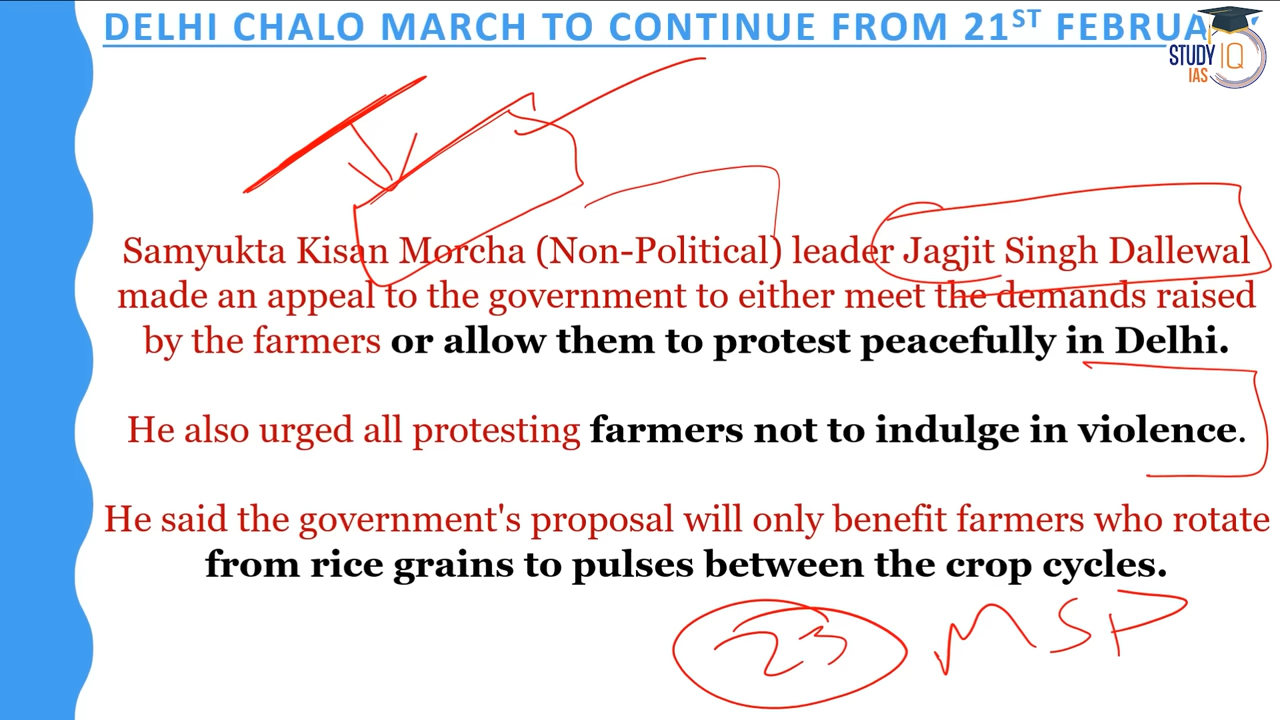 DELHI CHALO MARCH TO CONTINUE FROM 21ST FEBRUA
STUDY IQ
IAS
Samyukta Kisan Morcha (Non-Political) leader Jagjit Singh Dallewal
made an appeal to the government to either meet the demands raised
by the farmers or allow them to protest peacefully in Delhi.
He also urged all protesting farmers not to indulge in violence.
He said the government's proposal will only benefit farmers who rotate
from rice grains to pulses between the crop cycles.
23 MSP